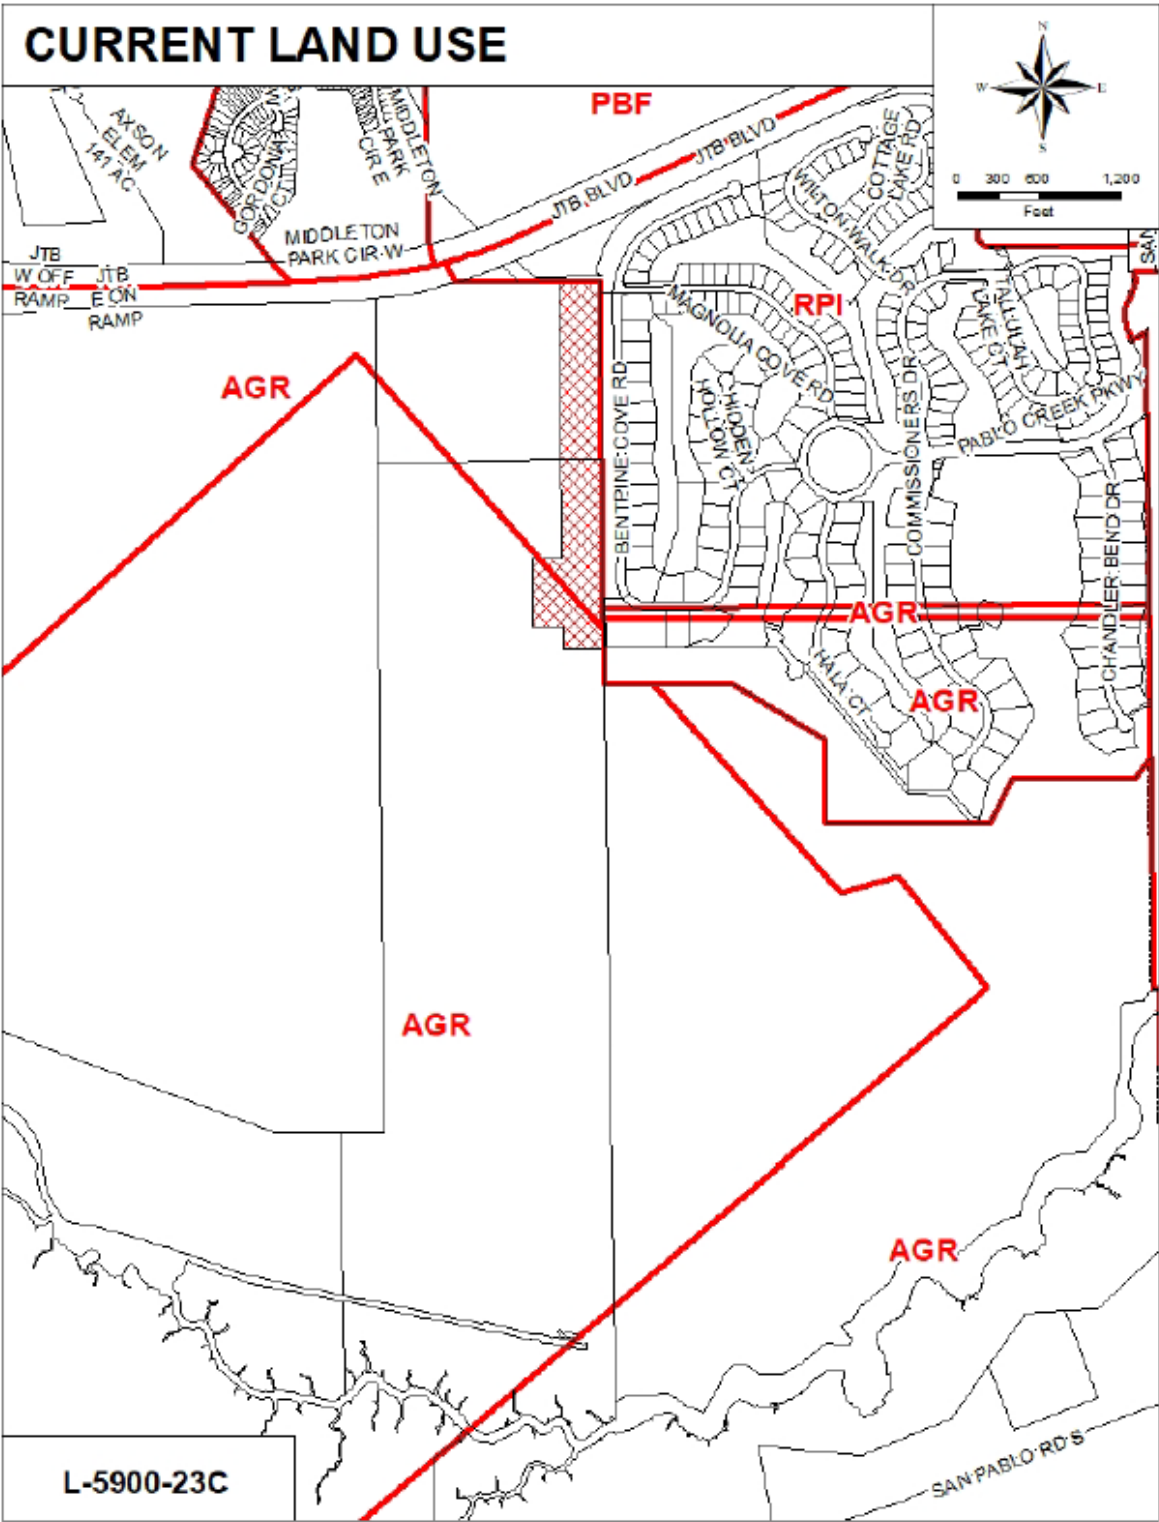 CURRENT LAND USE
N
W
E
S
0 300 600 1,200
Feet
PBF
AXSON
ELEM
141 AC
GORDONIA
CT
MIDDLETON
PARK
CIR E
MIDDLETON
PARK CIR W
JTB BLVD
JTB BLVD
COTTAGE
LAKE RD
WILTON WALK DR
SAN
JTB
W OFF
RAMP
JTB
E ON
RAMP
AGR
MAGNOLIA COVE RD
RPI
TALLULAH
LAKE CT
BENTPINE COVE RD
HIDDEN
HOLLOW CT
COMMISSIONERS DR
PABLO CREEK PKWY
CHANDLER BEND DR
AGR
HALA CT
AGR
AGR
AGR
L-5900-23C
SAN PABLO RD S